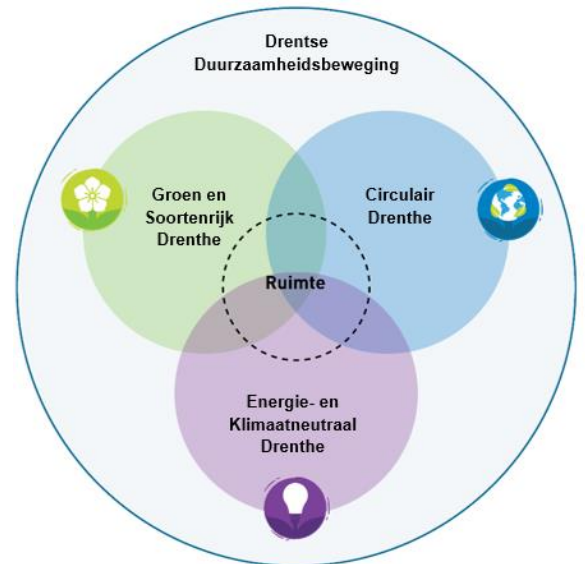 Drentse
Duurzaamheidsbeweging
Groen en
Soortenrijk
Drenthe
Circulair
Drenthe
Ruimte
Energie- en
Klimaatneutraal
Drenthe